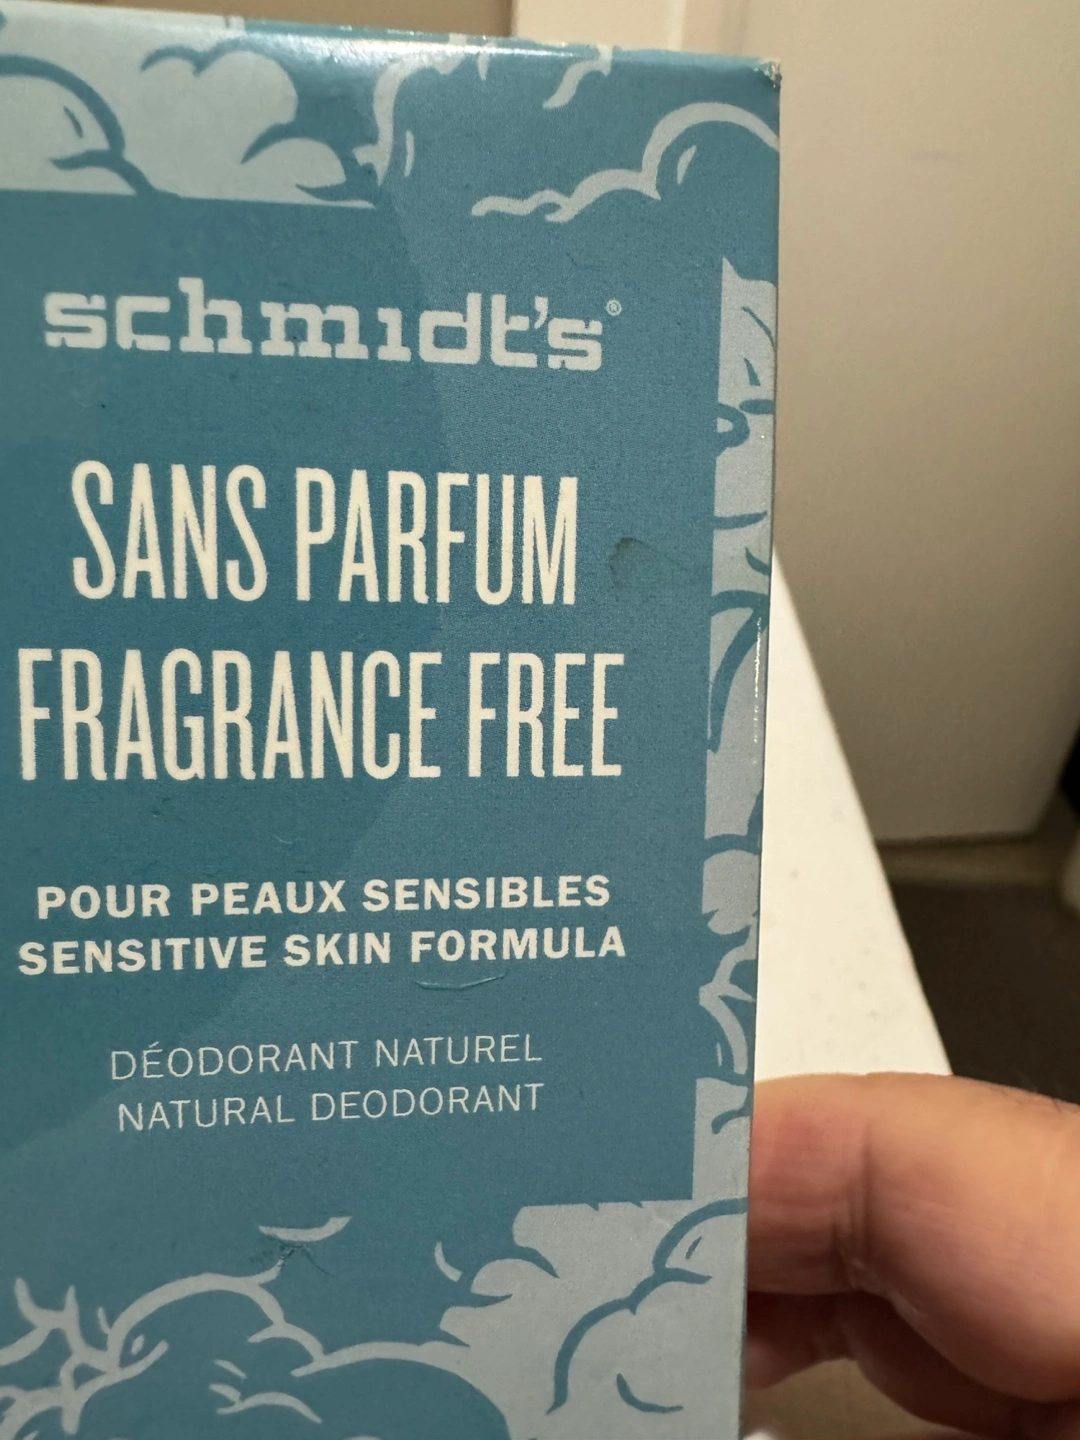 schmidt's®
SANS PARFUM
FRAGRANCE FREE
POUR PEAUX SENSIBLES
SENSITIVE SKIN FORMULA
DÉODORANT NATUREL
NATURAL DEODORANT